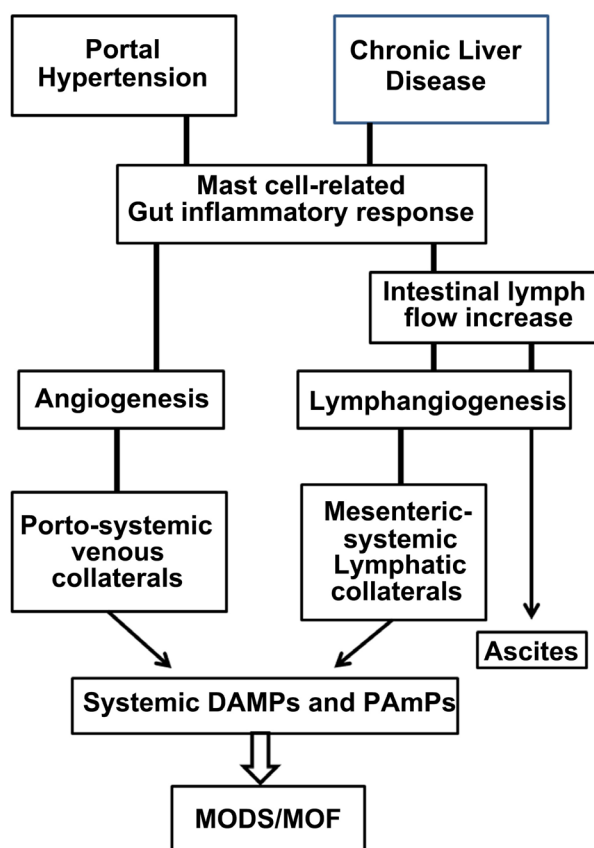 Portal
Hypertension
Chronic Liver
Disease
Mast cell-related
Gut inflammatory response
Intestinal lymph
flow increase
Angiogenesis
Lymphangiogenesis
Porto-systemic
venous
collaterals
Mesenteric-
systemic
Lymphatic
collaterals
Ascites
Systemic DAMPs and PAmPs
MODS/MOF